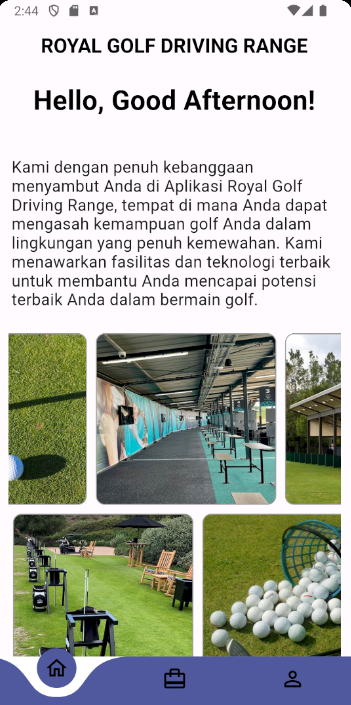 2:44
ROYAL GOLF DRIVING RANGE
Hello, Good Afternoon!
Kami dengan penuh kebanggaan
menyambut Anda di Aplikasi Royal Golf
Driving Range, tempat di mana Anda dapat
mengasah kemampuan golf Anda dalam
lingkungan yang penuh kemewahan. Kami
menawarkan fasilitas dan teknologi terbaik
untuk membantu Anda mencapai potensi
terbaik Anda dalam bermain golf.